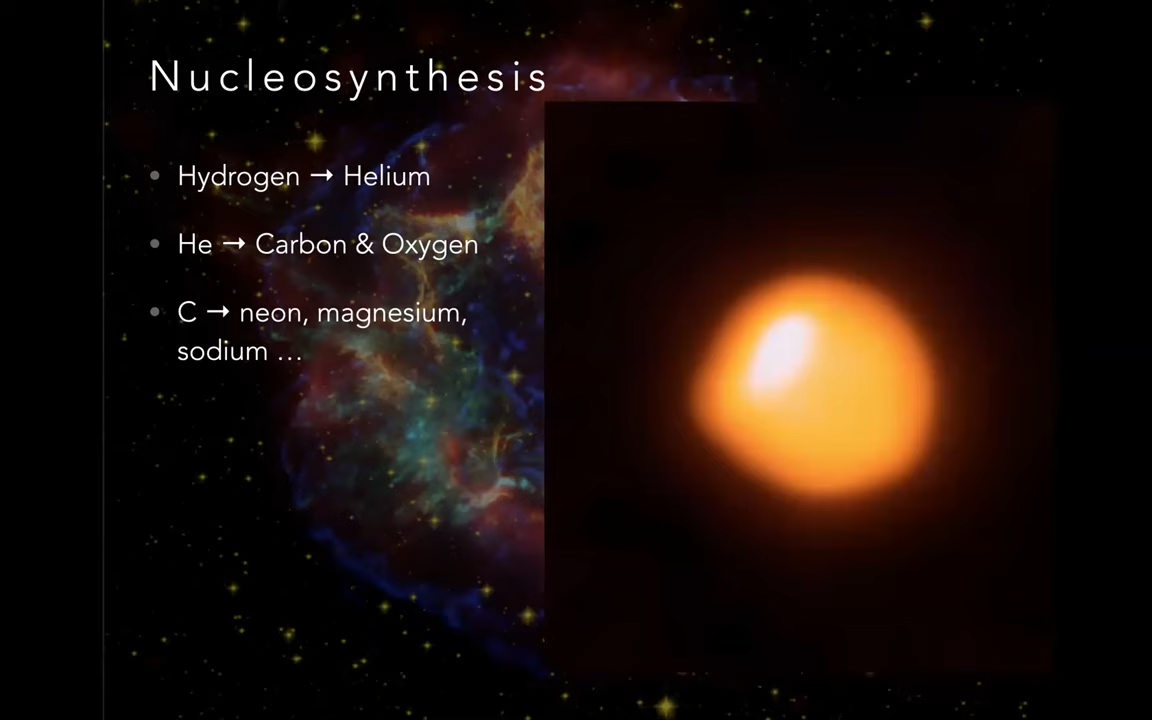 Nucleosynthesis
• Hydrogen → Helium
• He → Carbon & Oxygen
• C → neon, magnesium,
sodium …